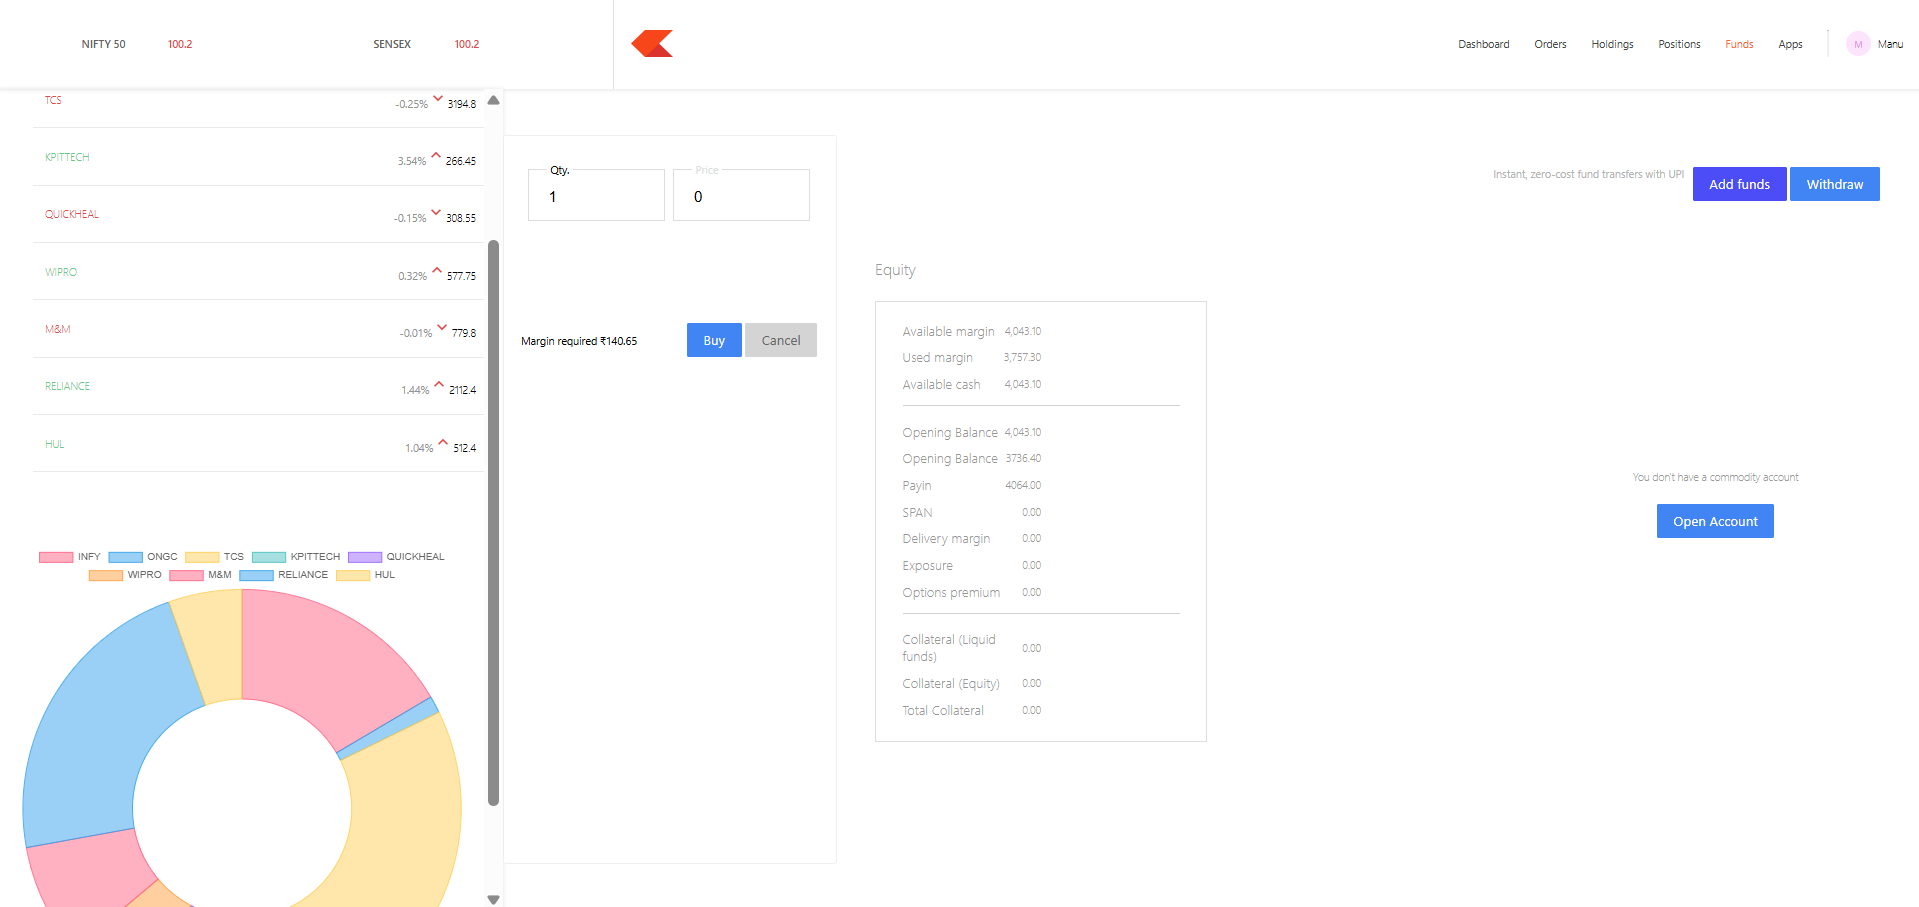 NIFTY 50 100.2 SENSEX 100.2
Dashboard Orders Holdings Positions Funds Apps M Manu
TCS -0.25% 3194.8
KPITTECH 3.54% 266.45
QUICKHEAL -0.15% 308.55
WIPRO 0.32% 577.75
M&M -0.01% 779.8
RELIANCE 1.44% 2112.4
HUL 1.04% 512.4
INFY ONGC TCS KPITTECH QUICKHEAL
WIPRO M&M RELIANCE HUL
Qty. Price
1 0
Margin required ₹140.65 Buy Cancel
Instant, zero-cost fund transfers with UPI Add funds Withdraw
Equity
Available margin 4,043.10
Used margin 3,757.30
Available cash 4,043.10
Opening Balance 4,043.10
Opening Balance 3736.40
Payin 4064.00
SPAN 0.00
Delivery margin 0.00
Exposure 0.00
Options premium 0.00
Collateral (Liquid
funds) 0.00
Collateral (Equity) 0.00
Total Collateral 0.00
You don't have a commodity account
Open Account